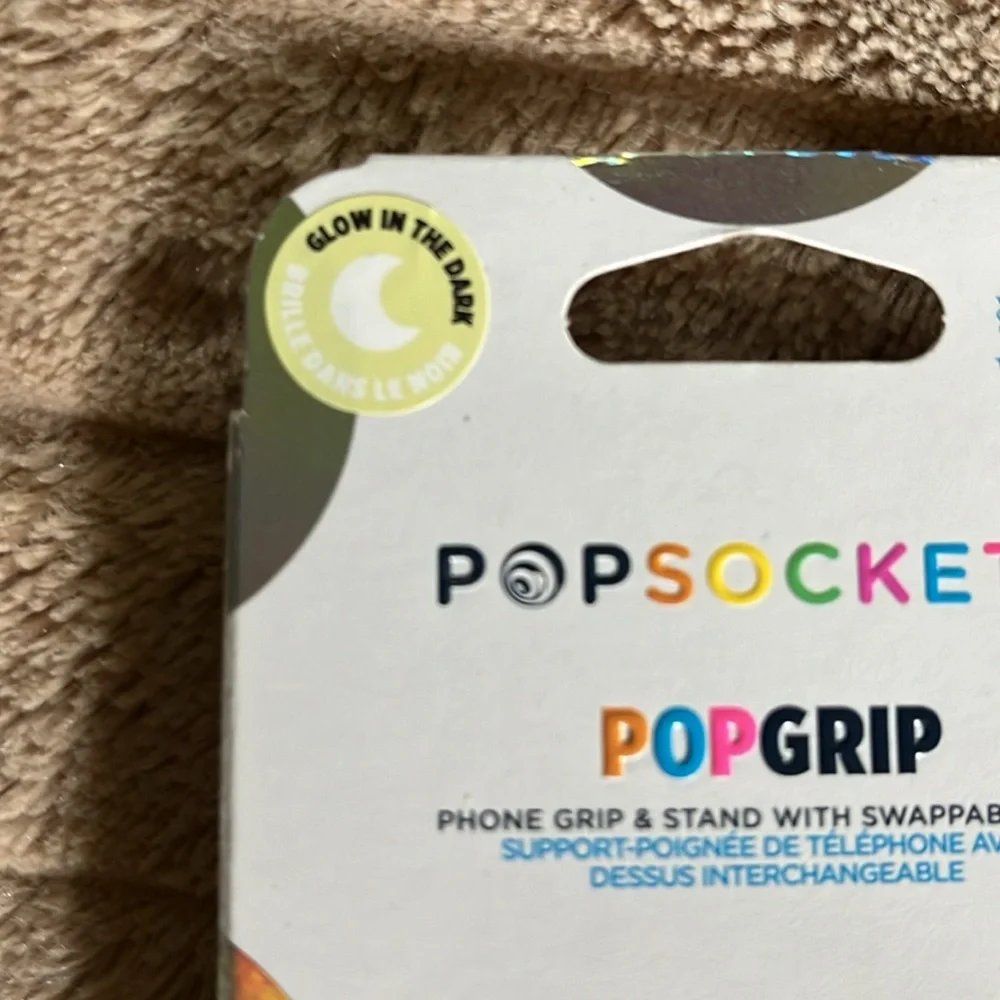 GLOW IN THE DARK
BRILLE DANS LE NOIR
POPSOCKET
POPGRIP
PHONE GRIP & STAND WITH SWAPPAB
SUPPORT-POIGNÉE DE TÉLÉPHONE AV
DESSUS INTERCHANGEABLE